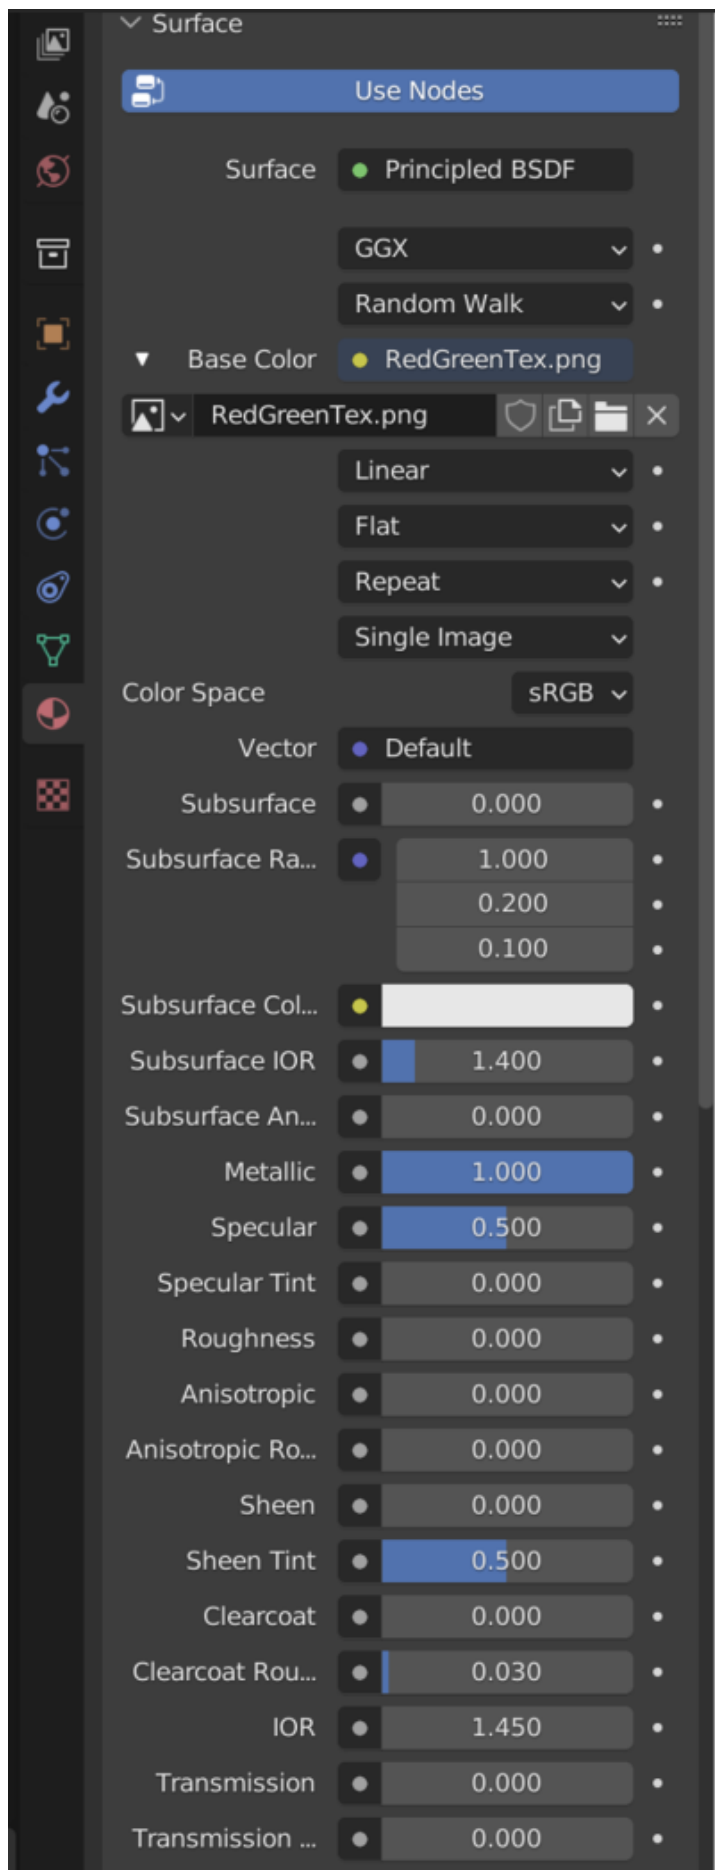 Surface
Use Nodes
Surface Principled BSDF
GGX
Random Walk
Base Color RedGreenTex.png
RedGreenTex.png
Linear
Flat
Repeat
Single Image
Color Space sRGB
Vector Default
Subsurface 0.000
Subsurface Ra... 1.000
0.200
0.100
Subsurface Col...
Subsurface IOR 1.400
Subsurface An... 0.000
Metallic 1.000
Specular 0.500
Specular Tint 0.000
Roughness 0.000
Anisotropic 0.000
Anisotropic Ro... 0.000
Sheen 0.000
Sheen Tint 0.500
Clearcoat 0.000
Clearcoat Rou... 0.030
IOR 1.450
Transmission 0.000
Transmission ... 0.000